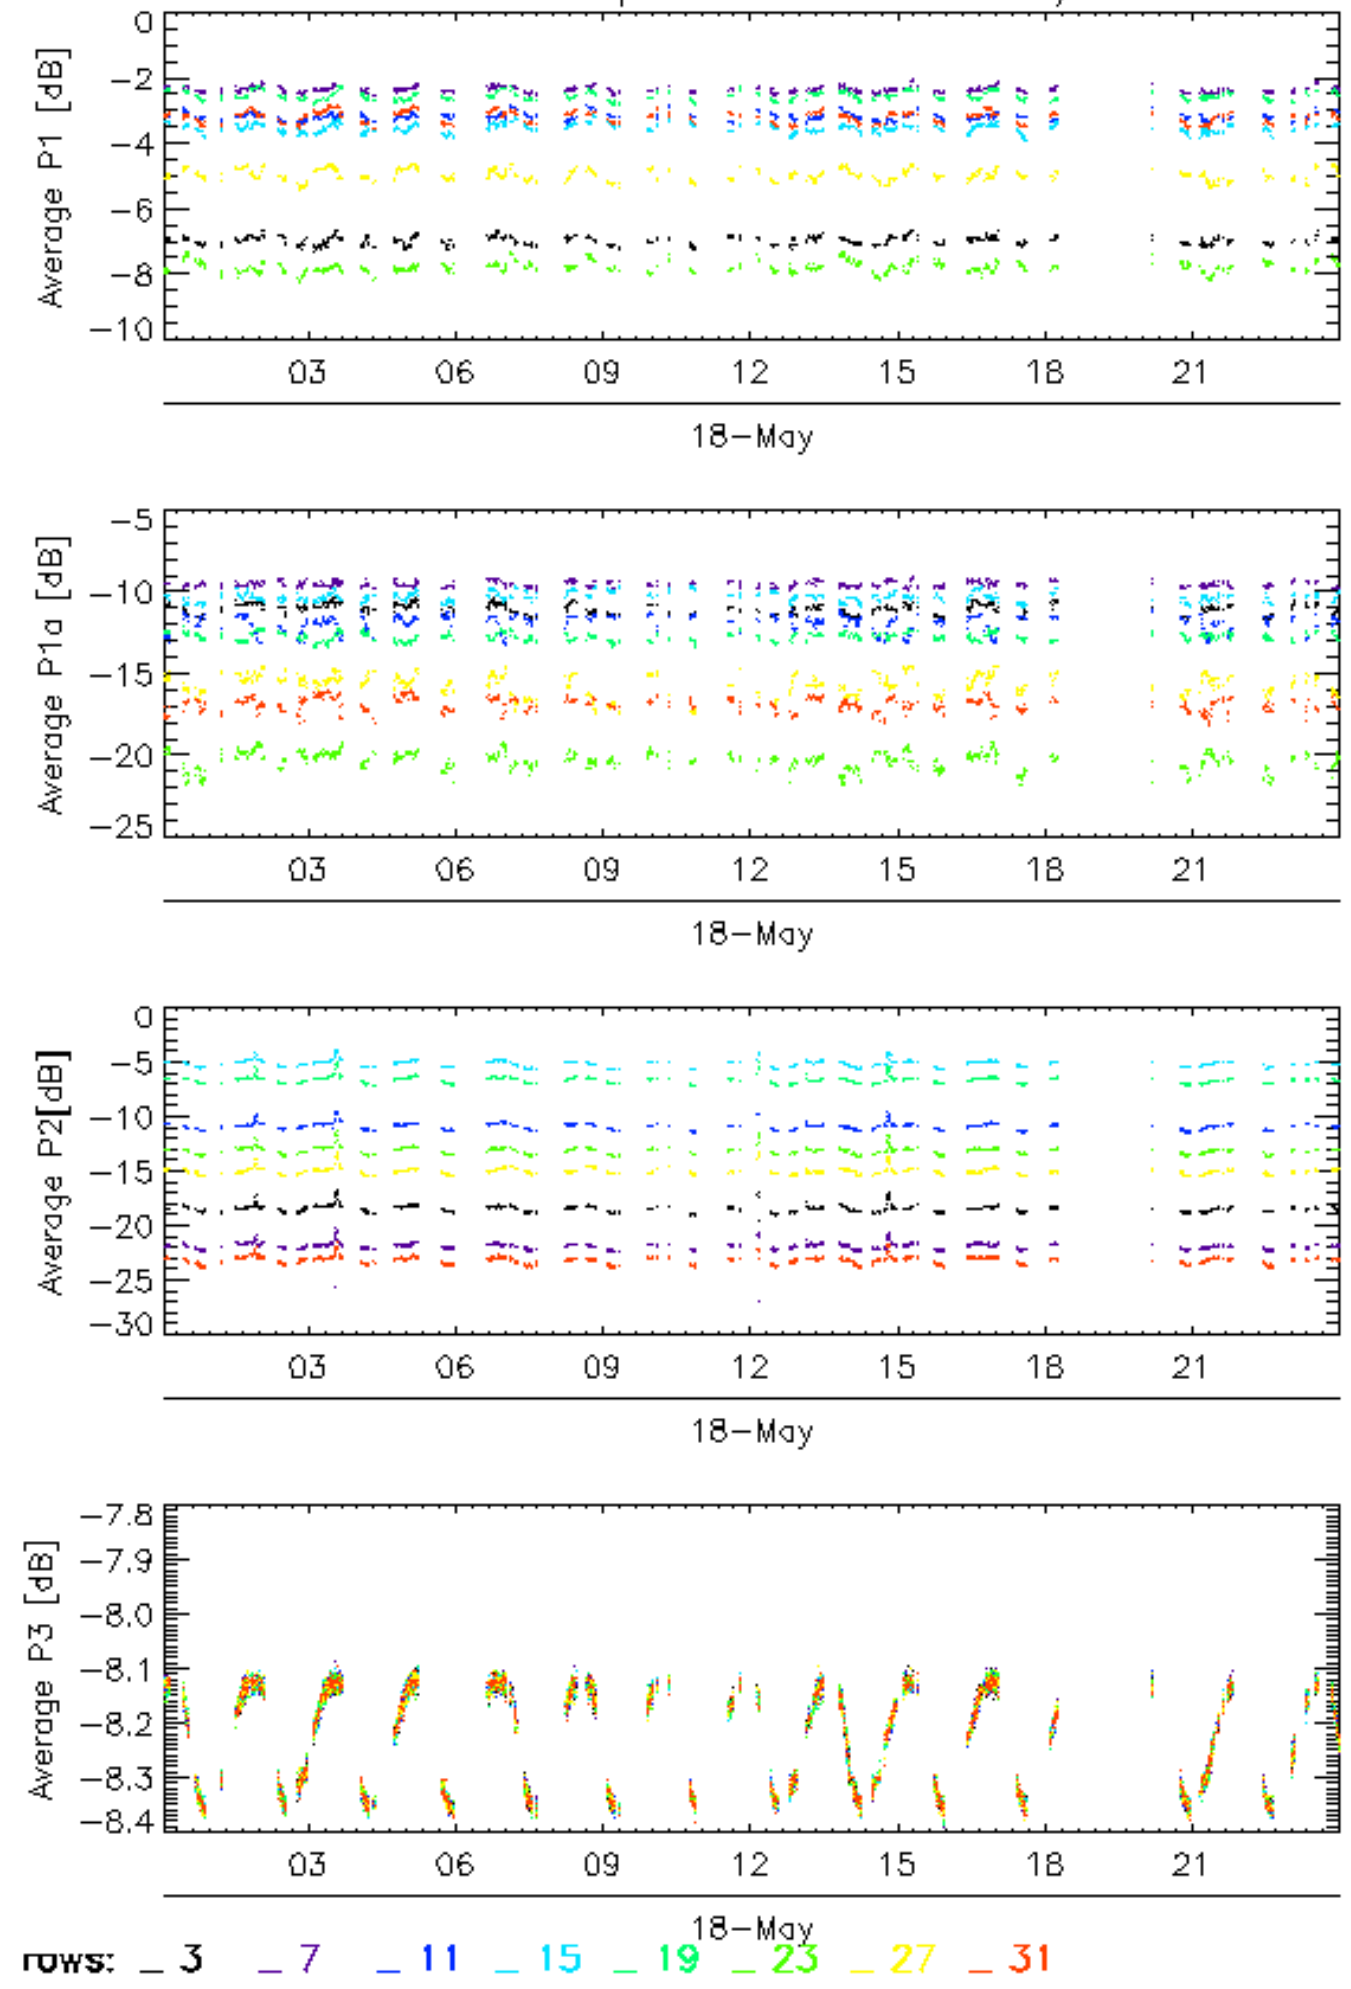 0
−2
−4
−6
−8
−10
Average P1 [dB]
03 06 09 12 15 18 21
18−May
−5
−10
−15
−20
−25
Average P1a [dB]
03 06 09 12 15 18 21
18−May
0
−5
−10
−15
−20
−25
−30
Average P2[dB]
03 06 09 12 15 18 21
18−May
−7.8
−7.9
−8.0
−8.1
−8.2
−8.3
−8.4
Average P3 [dB]
03 06 09 12 15 18 21
18−May
rows: _ 3 _ 7 _ 11 _ 15 _ 19 _ 23 _ 27 _ 31